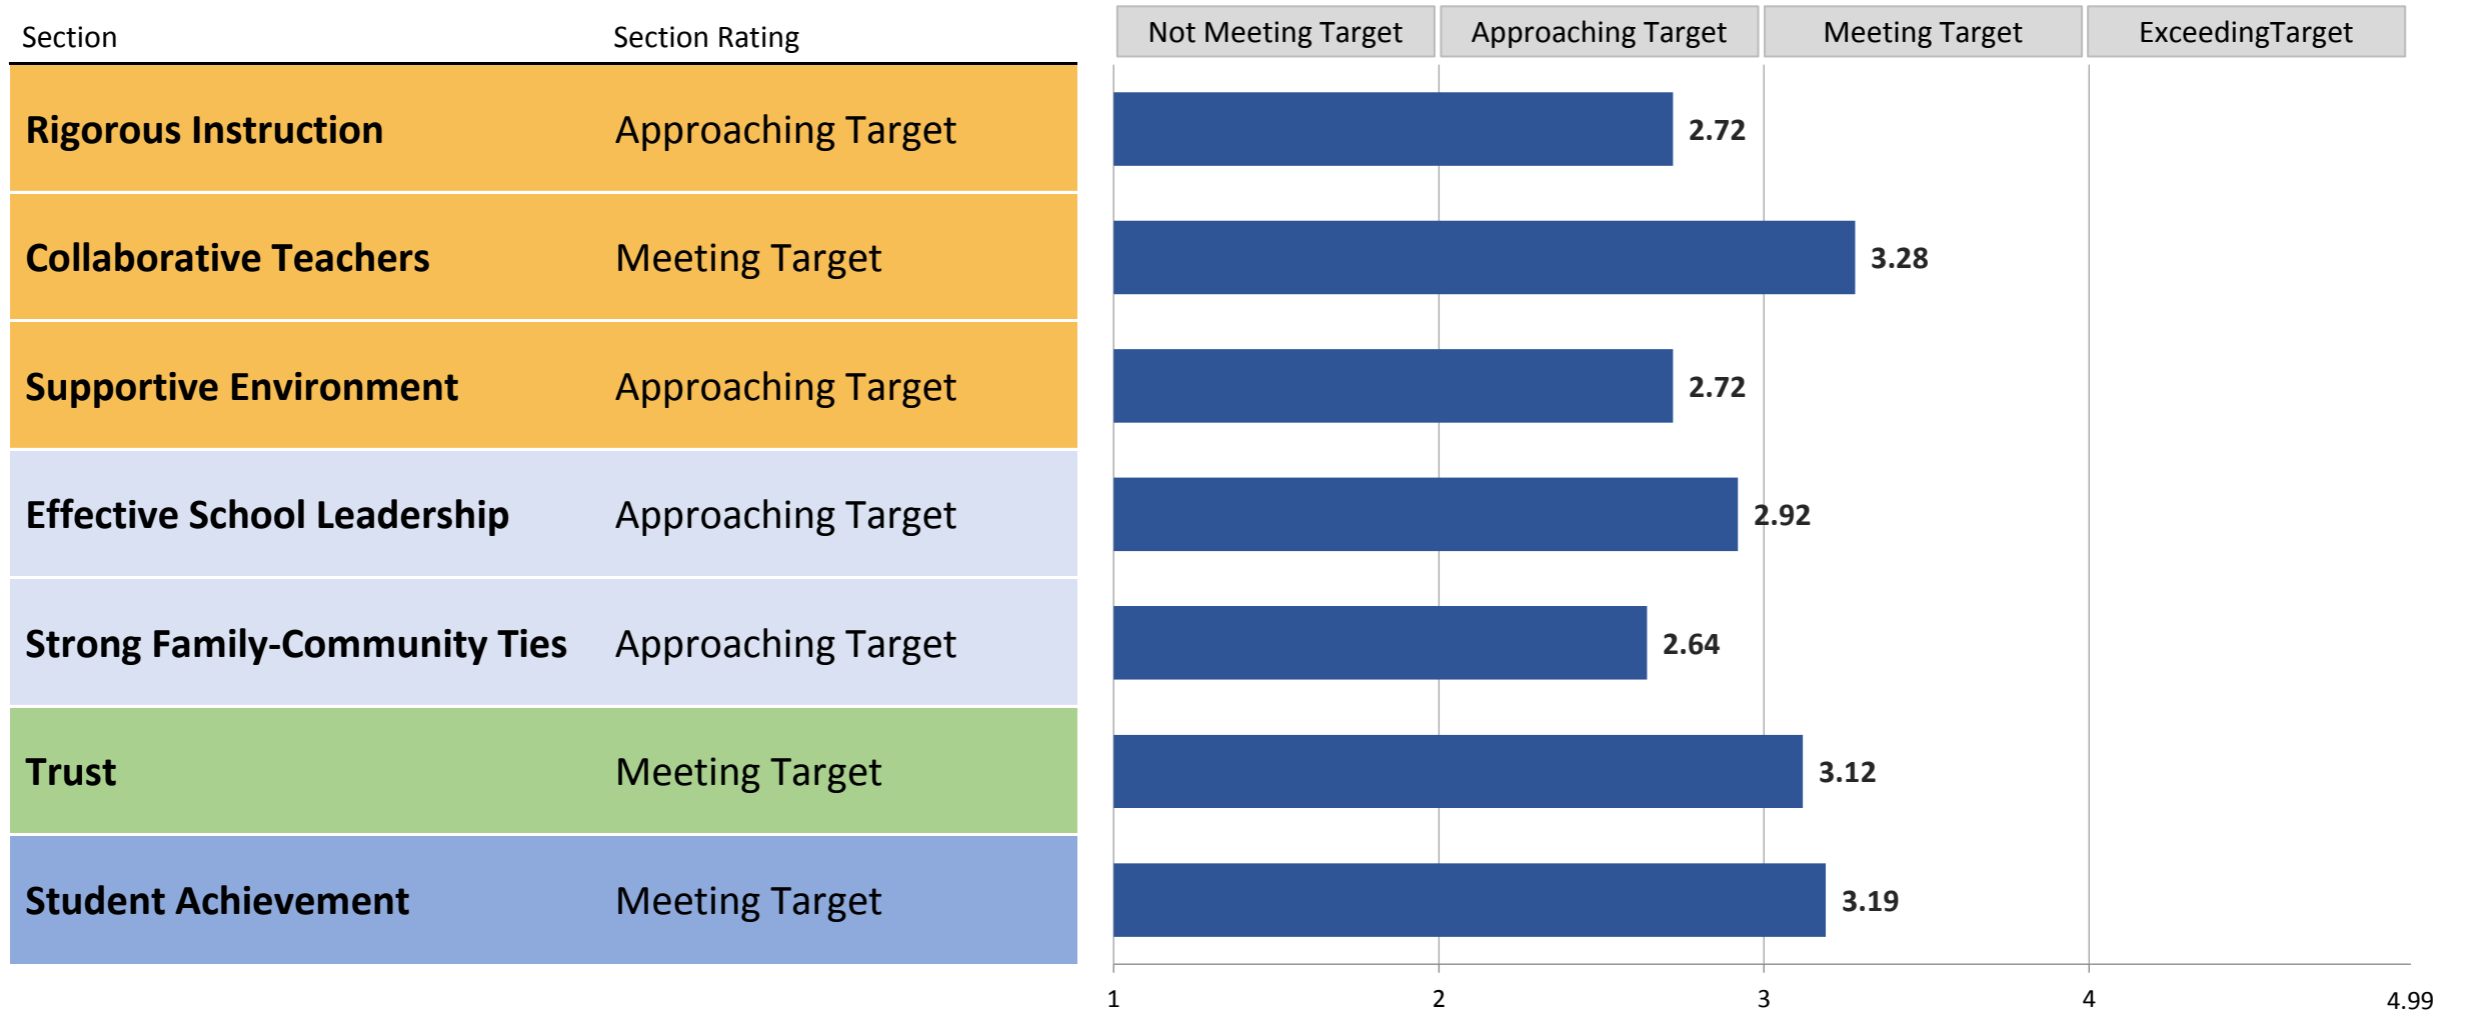 Section Section Rating Not Meeting Target Approaching Target Meeting Target ExceedingTarget
Rigorous Instruction Approaching Target 2.72
Collaborative Teachers Meeting Target 3.28
Supportive Environment Approaching Target 2.72
Effective School Leadership Approaching Target 2.92
Strong Family-Community Ties Approaching Target 2.64
Trust Meeting Target 3.12
Student Achievement Meeting Target 3.19
1 2 3 4 4.99